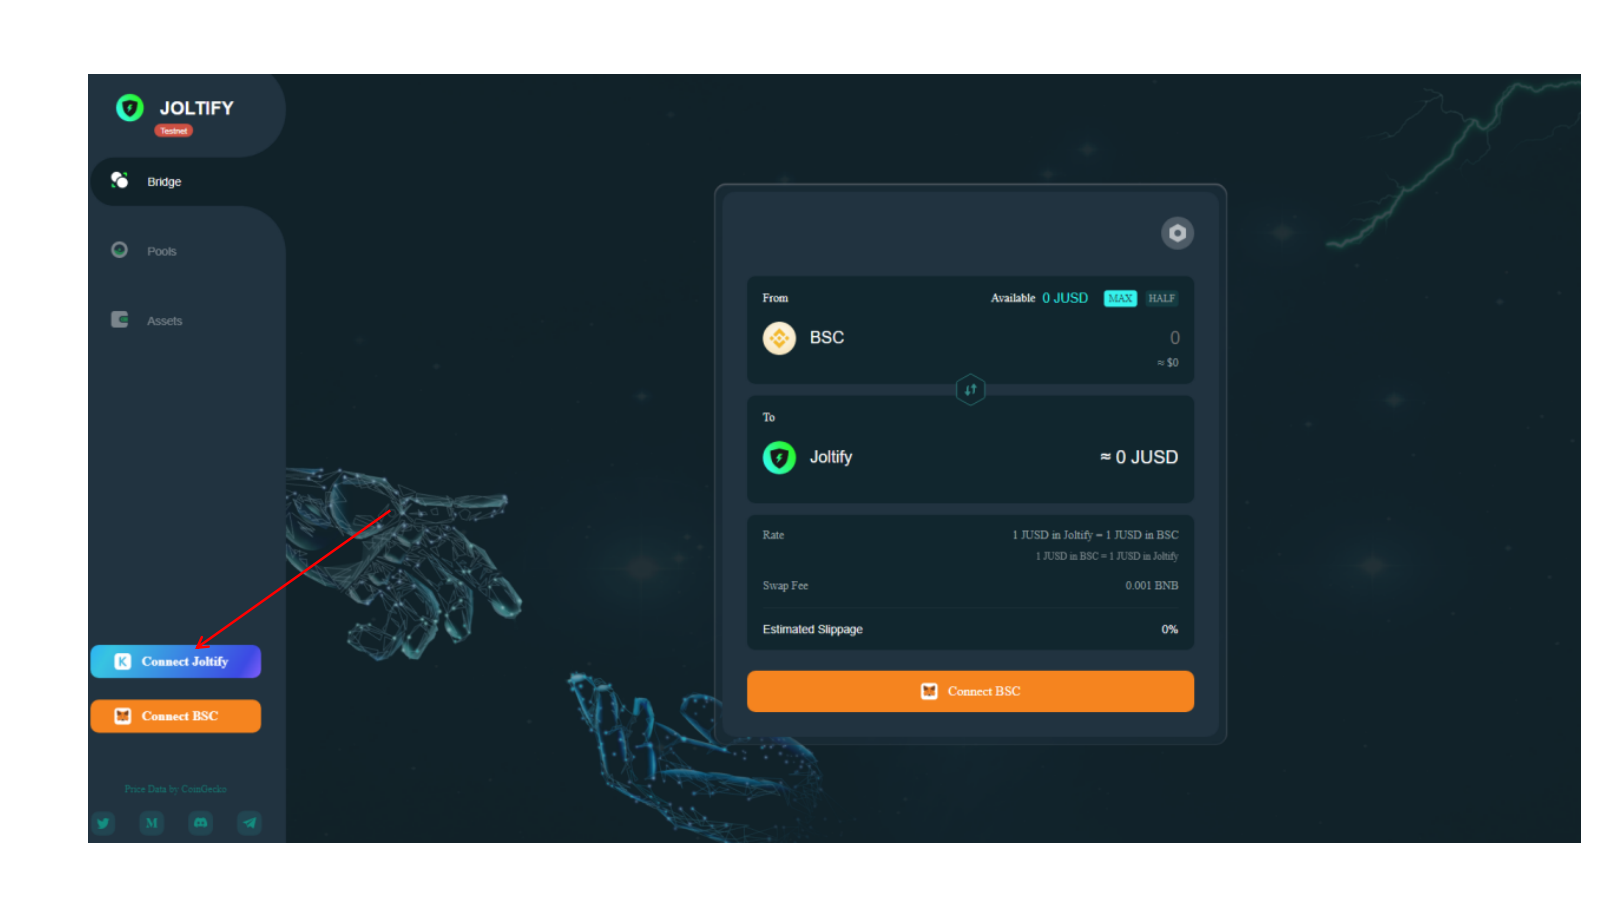 JOLTIFY
Testnet
Bridge
Pools
Assets
Connect Joltify
Connect BSC
Price Data by CoinGecko
From
Available 0 JUSD MAX HALF
BSC 0
≈ $0
To
Joltify ≈ 0 JUSD
Rate 1 JUSD in Joltify = 1 JUSD in BSC
1 JUSD in BSC = 1 JUSD in Joltify
Swap Fee 0.001 BNB
Estimated Slippage 0%
Connect BSC